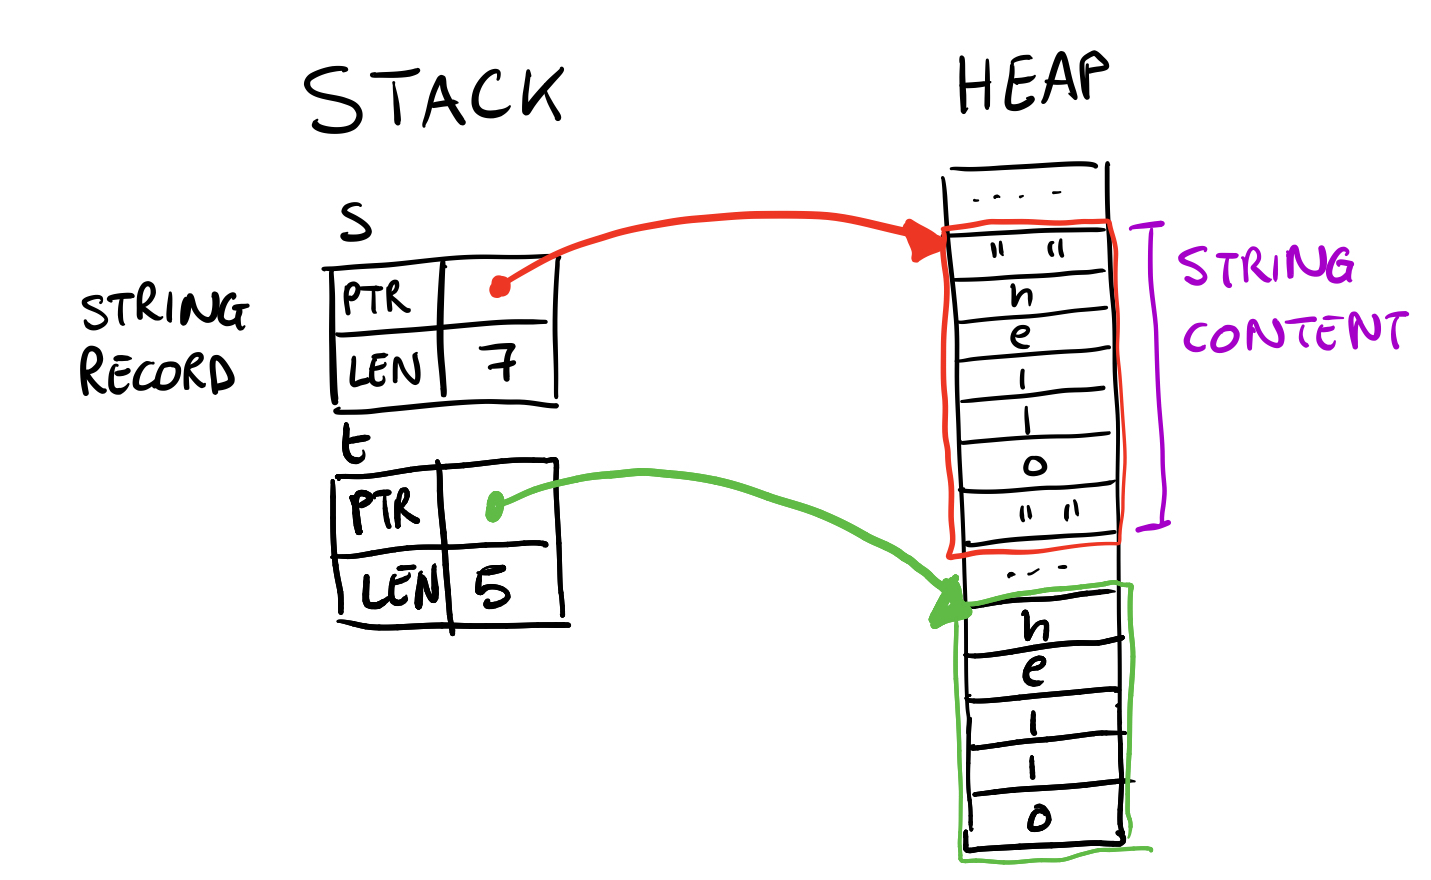 STACK
HEAP
S
STRING
RECORD
PTR
LEN 7
t
PTR
LEN 5
.... -
" "
h
e
l
l
o
" "
...
h
e
l
l
o
STRING
CONTENT